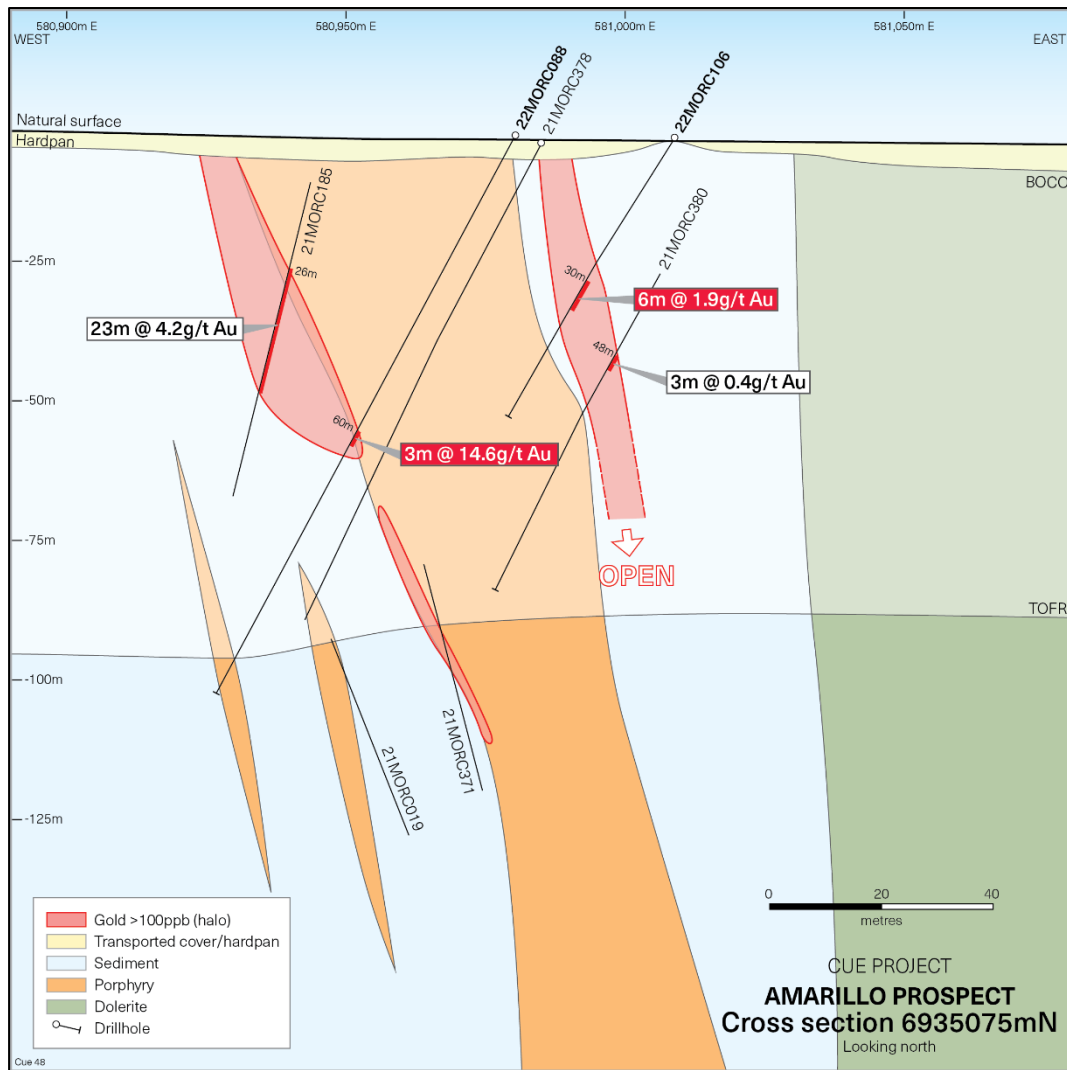 580,900m E
580,950m E
581,000m E
581,050m E
WEST
EAST
22MORC088
21MORC378
22MORC106
Natural surface
Hardpan
BOCO
21MORC185
21MORC380
-25m
26m
30m
6m @ 1.9g/t Au
23m @ 4.2g/t Au
48m
3m @ 0.4g/t Au
-50m
60m
3m @ 14.6g/t Au
-75m
OPEN
TOFR
-100m
21MORC371
21MORC019
-125m
0 20 40
metres
Gold >100ppb (halo)
Transported cover/hardpan
Sediment
Porphyry
Dolerite
Drillhole
CUE PROJECT
AMARILLO PROSPECT
Cross section 6935075mN
Looking north
Cue 48